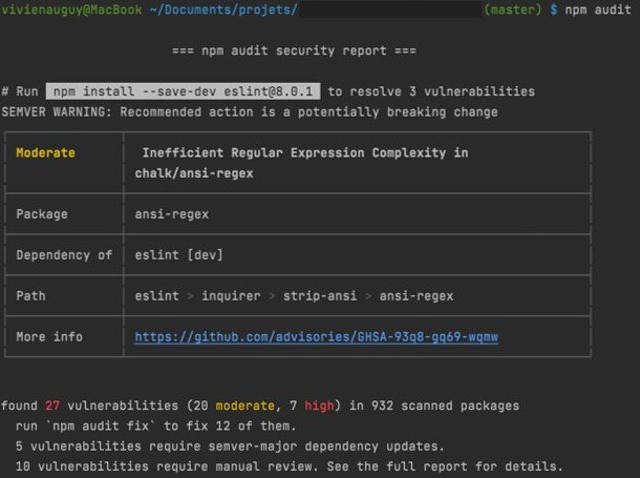 vivienauguy@MacBook ~/Documents/projets/ (master) $ npm audit
=== npm audit security report ===
# Run npm install --save-dev eslint@8.0.1 to resolve 3 vulnerabilities
SEMVER WARNING: Recommended action is a potentially breaking change
Moderate Inefficient Regular Expression Complexity in
chalk/ansi-regex
Package ansi-regex
Dependency of eslint [dev]
Path eslint > inquirer > strip-ansi > ansi-regex
More info https://github.com/advisories/GHSA-93q8-gq69-wqmw
found 27 vulnerabilities (20 moderate, 7 high) in 932 scanned packages
run `npm audit fix` to fix 12 of them.
5 vulnerabilities require semver-major dependency updates.
10 vulnerabilities require manual review. See the full report for details.